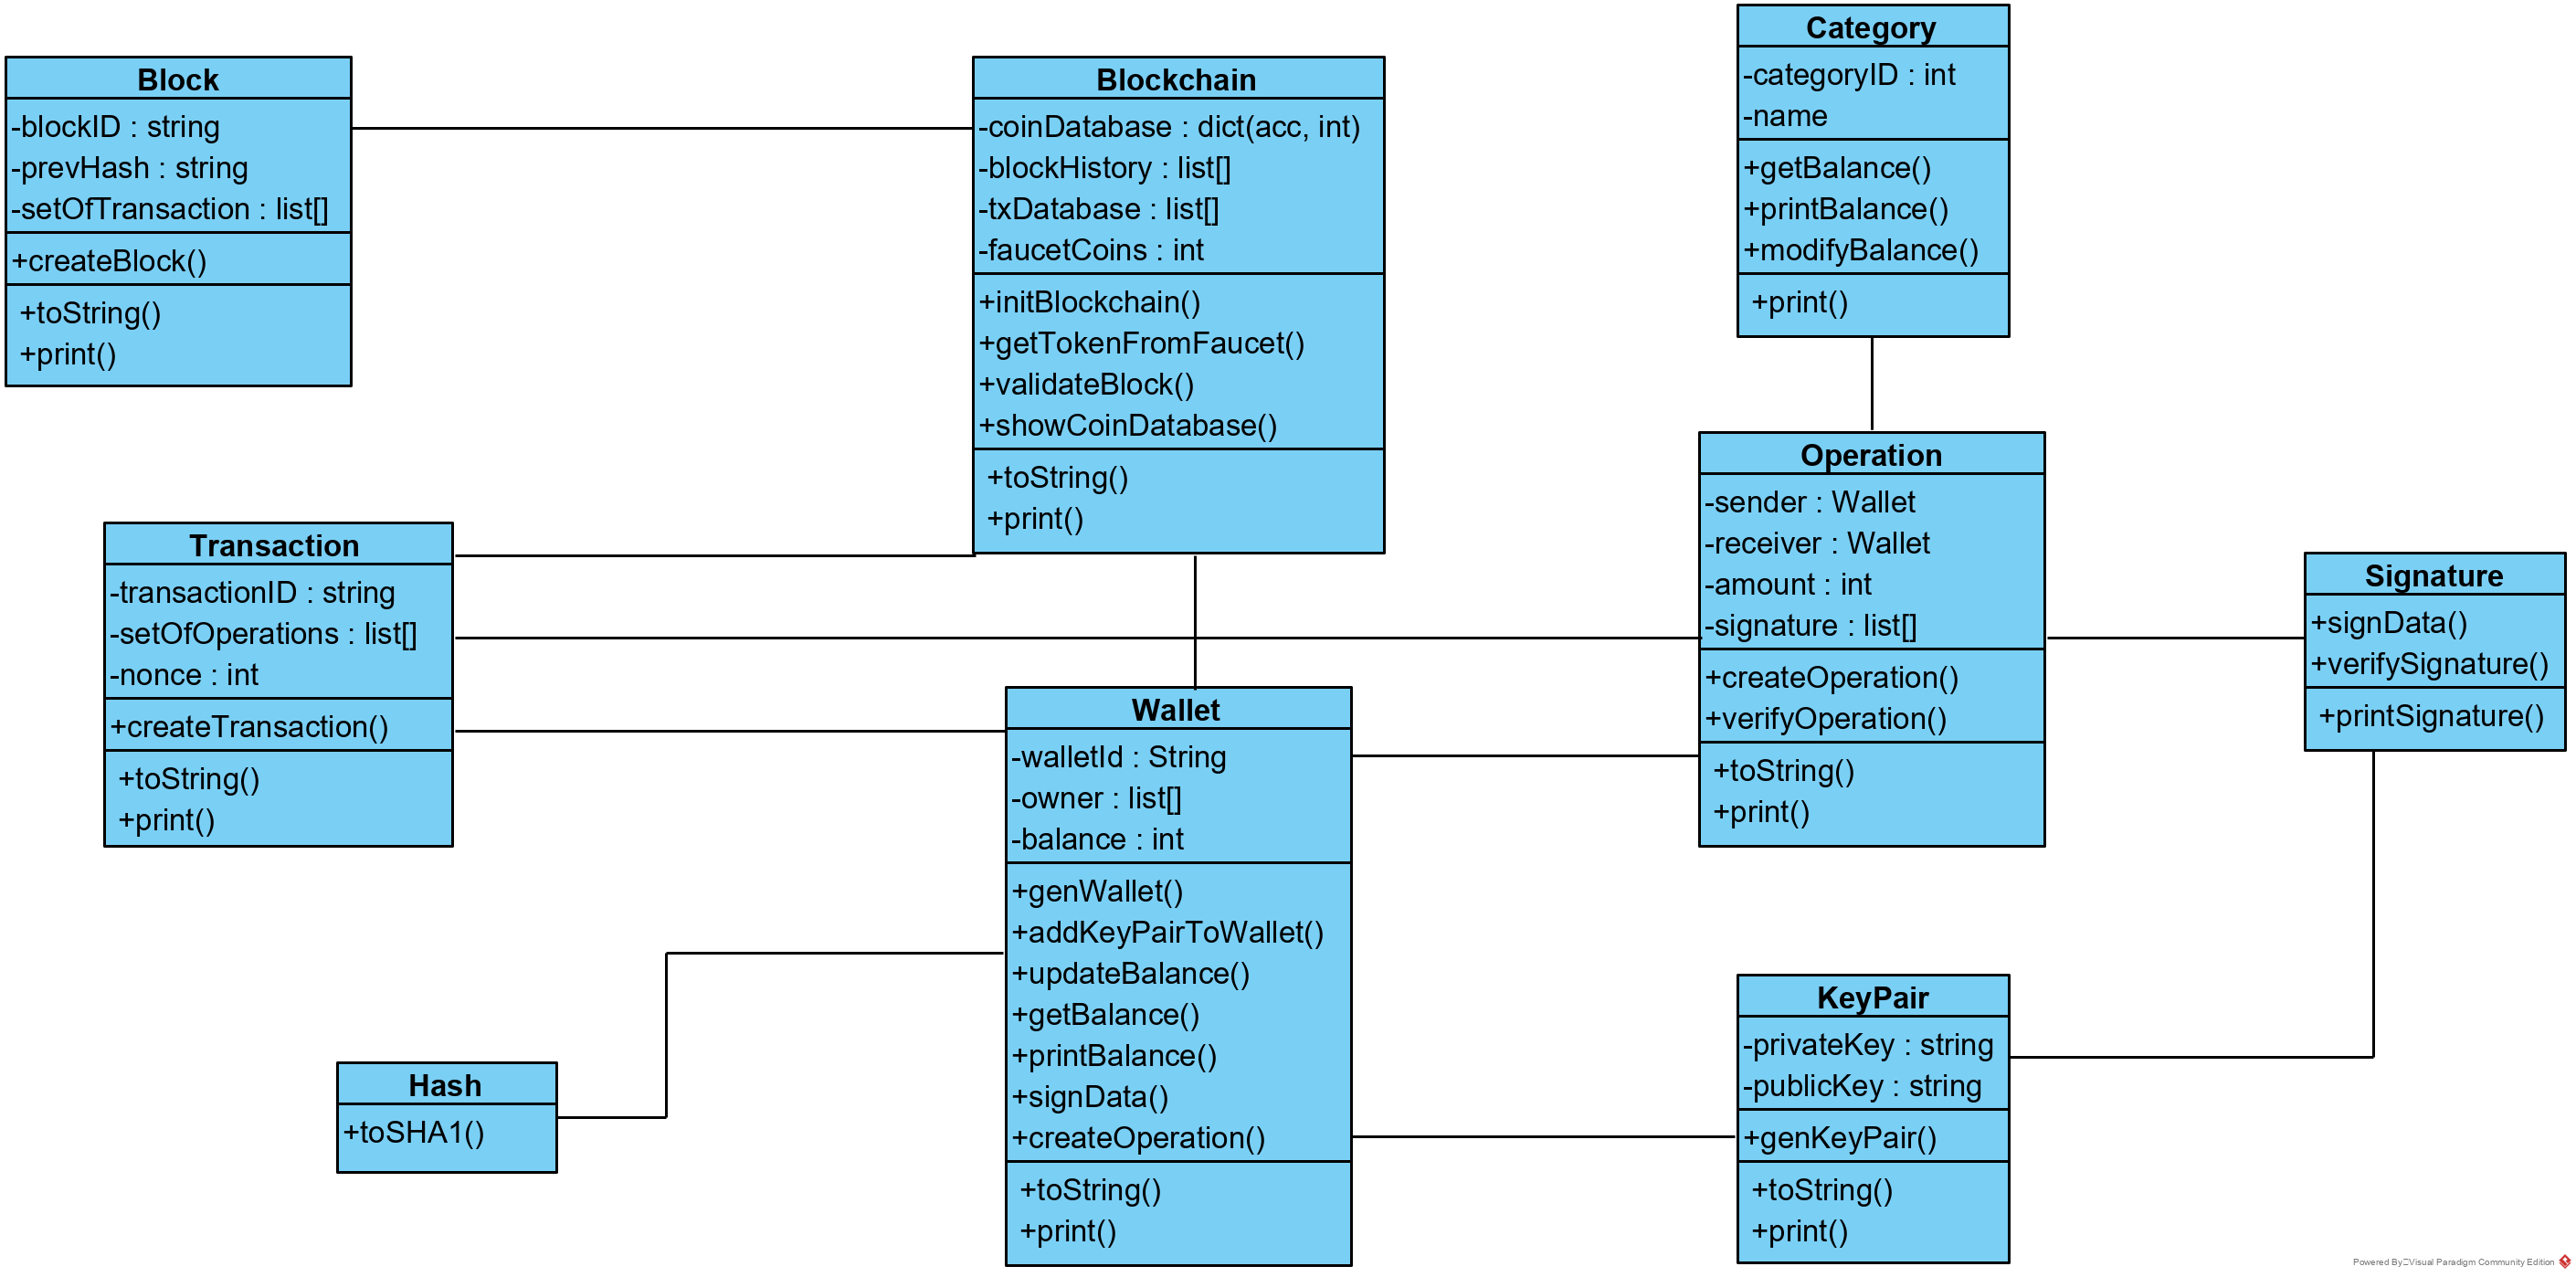 Block
-blockID : string
-prevHash : string
-setOfTransaction : list[]
+createBlock()
+toString()
+print()
Blockchain
-coinDatabase : dict(acc, int)
-blockHistory : list[]
-txDatabase : list[]
-faucetCoins : int
+initBlockchain()
+getTokenFromFaucet()
+validateBlock()
+showCoinDatabase()
+toString()
+print()
Category
-categoryID : int
-name
+getBalance()
+printBalance()
+modifyBalance()
+print()
Transaction
-transactionID : string
-setOfOperations : list[]
-nonce : int
+createTransaction()
+toString()
+print()
Operation
-sender : Wallet
-receiver : Wallet
-amount : int
-signature : list[]
+createOperation()
+verifyOperation()
+toString()
+print()
Signature
+signData()
+verifySignature()
+printSignature()
Wallet
-walletId : String
-owner : list[]
-balance : int
+genWallet()
+addKeyPairToWallet()
+updateBalance()
+getBalance()
+printBalance()
+signData()
+createOperation()
+toString()
+print()
Hash
+toSHA1()
KeyPair
-privateKey : string
-publicKey : string
+genKeyPair()
+toString()
+print()
Powered By Visual Paradigm Community Edition